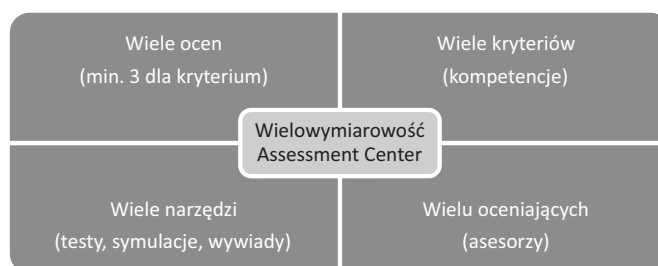 Wiele ocen
(min. 3 dla kryterium)
Wiele kryteriów
(kompetencje)
Wielowymiarowość
Assessment Center
Wiele narzędzi
(testy, symulacje, wywiady)
Wielu oceniających
(asesorzy)